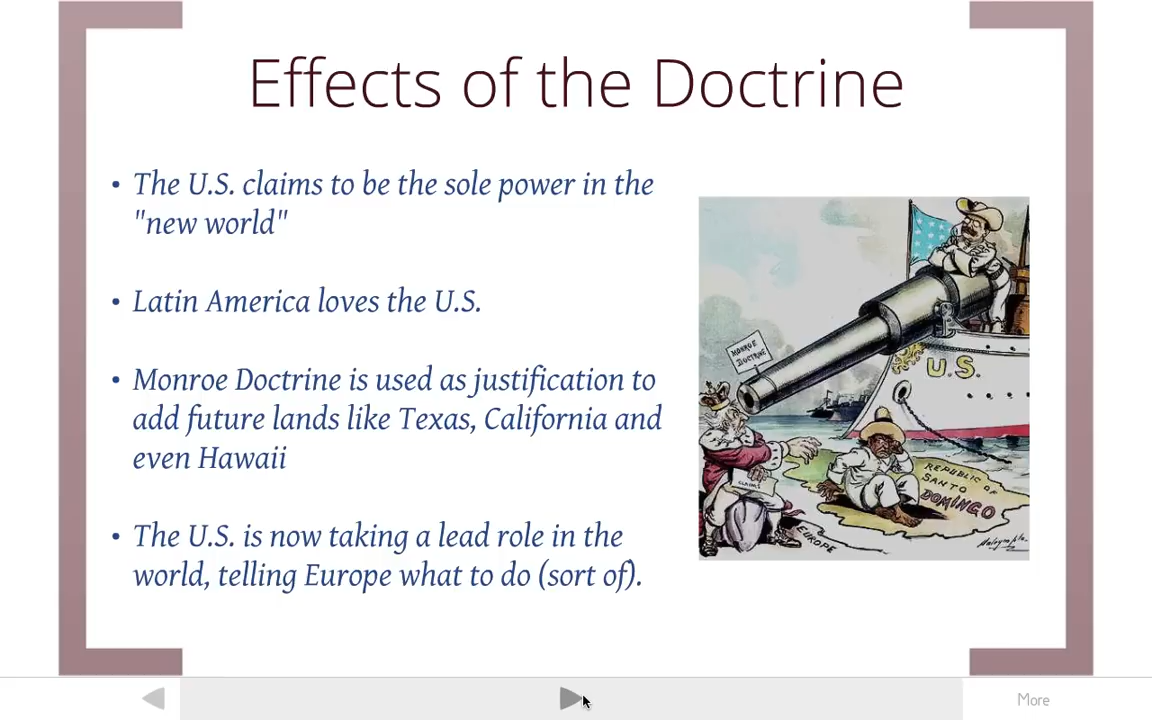 Effects of the Doctrine
• The U.S. claims to be the sole power in the
"new world"
• Latin America loves the U.S.
• Monroe Doctrine is used as justification to
add future lands like Texas, California and
even Hawaii
• The U.S. is now taking a lead role in the
world, telling Europe what to do (sort of).
MONROE
DOCTRINE
U.S.
REPUBLIC OF
SANTO
DOMINGO
CLAIMS
EUROPE
More